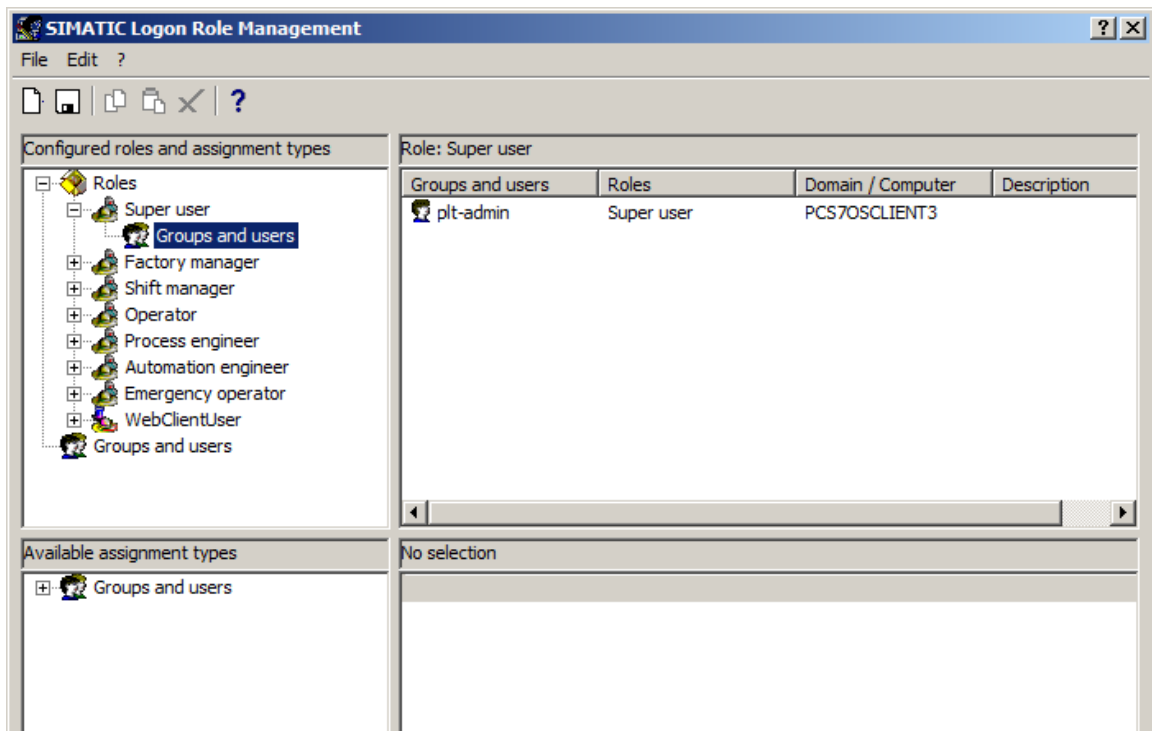 SIMATIC Logon Role Management
File Edit ?
?
Configured roles and assignment types
Roles
Super user
Groups and users
Factory manager
Shift manager
Operator
Process engineer
Automation engineer
Emergency operator
WebClientUser
Groups and users
Role: Super user
Groups and users Roles Domain / Computer Description
plt-admin Super user PCS7OSCLIENT3
Available assignment types
Groups and users
No selection